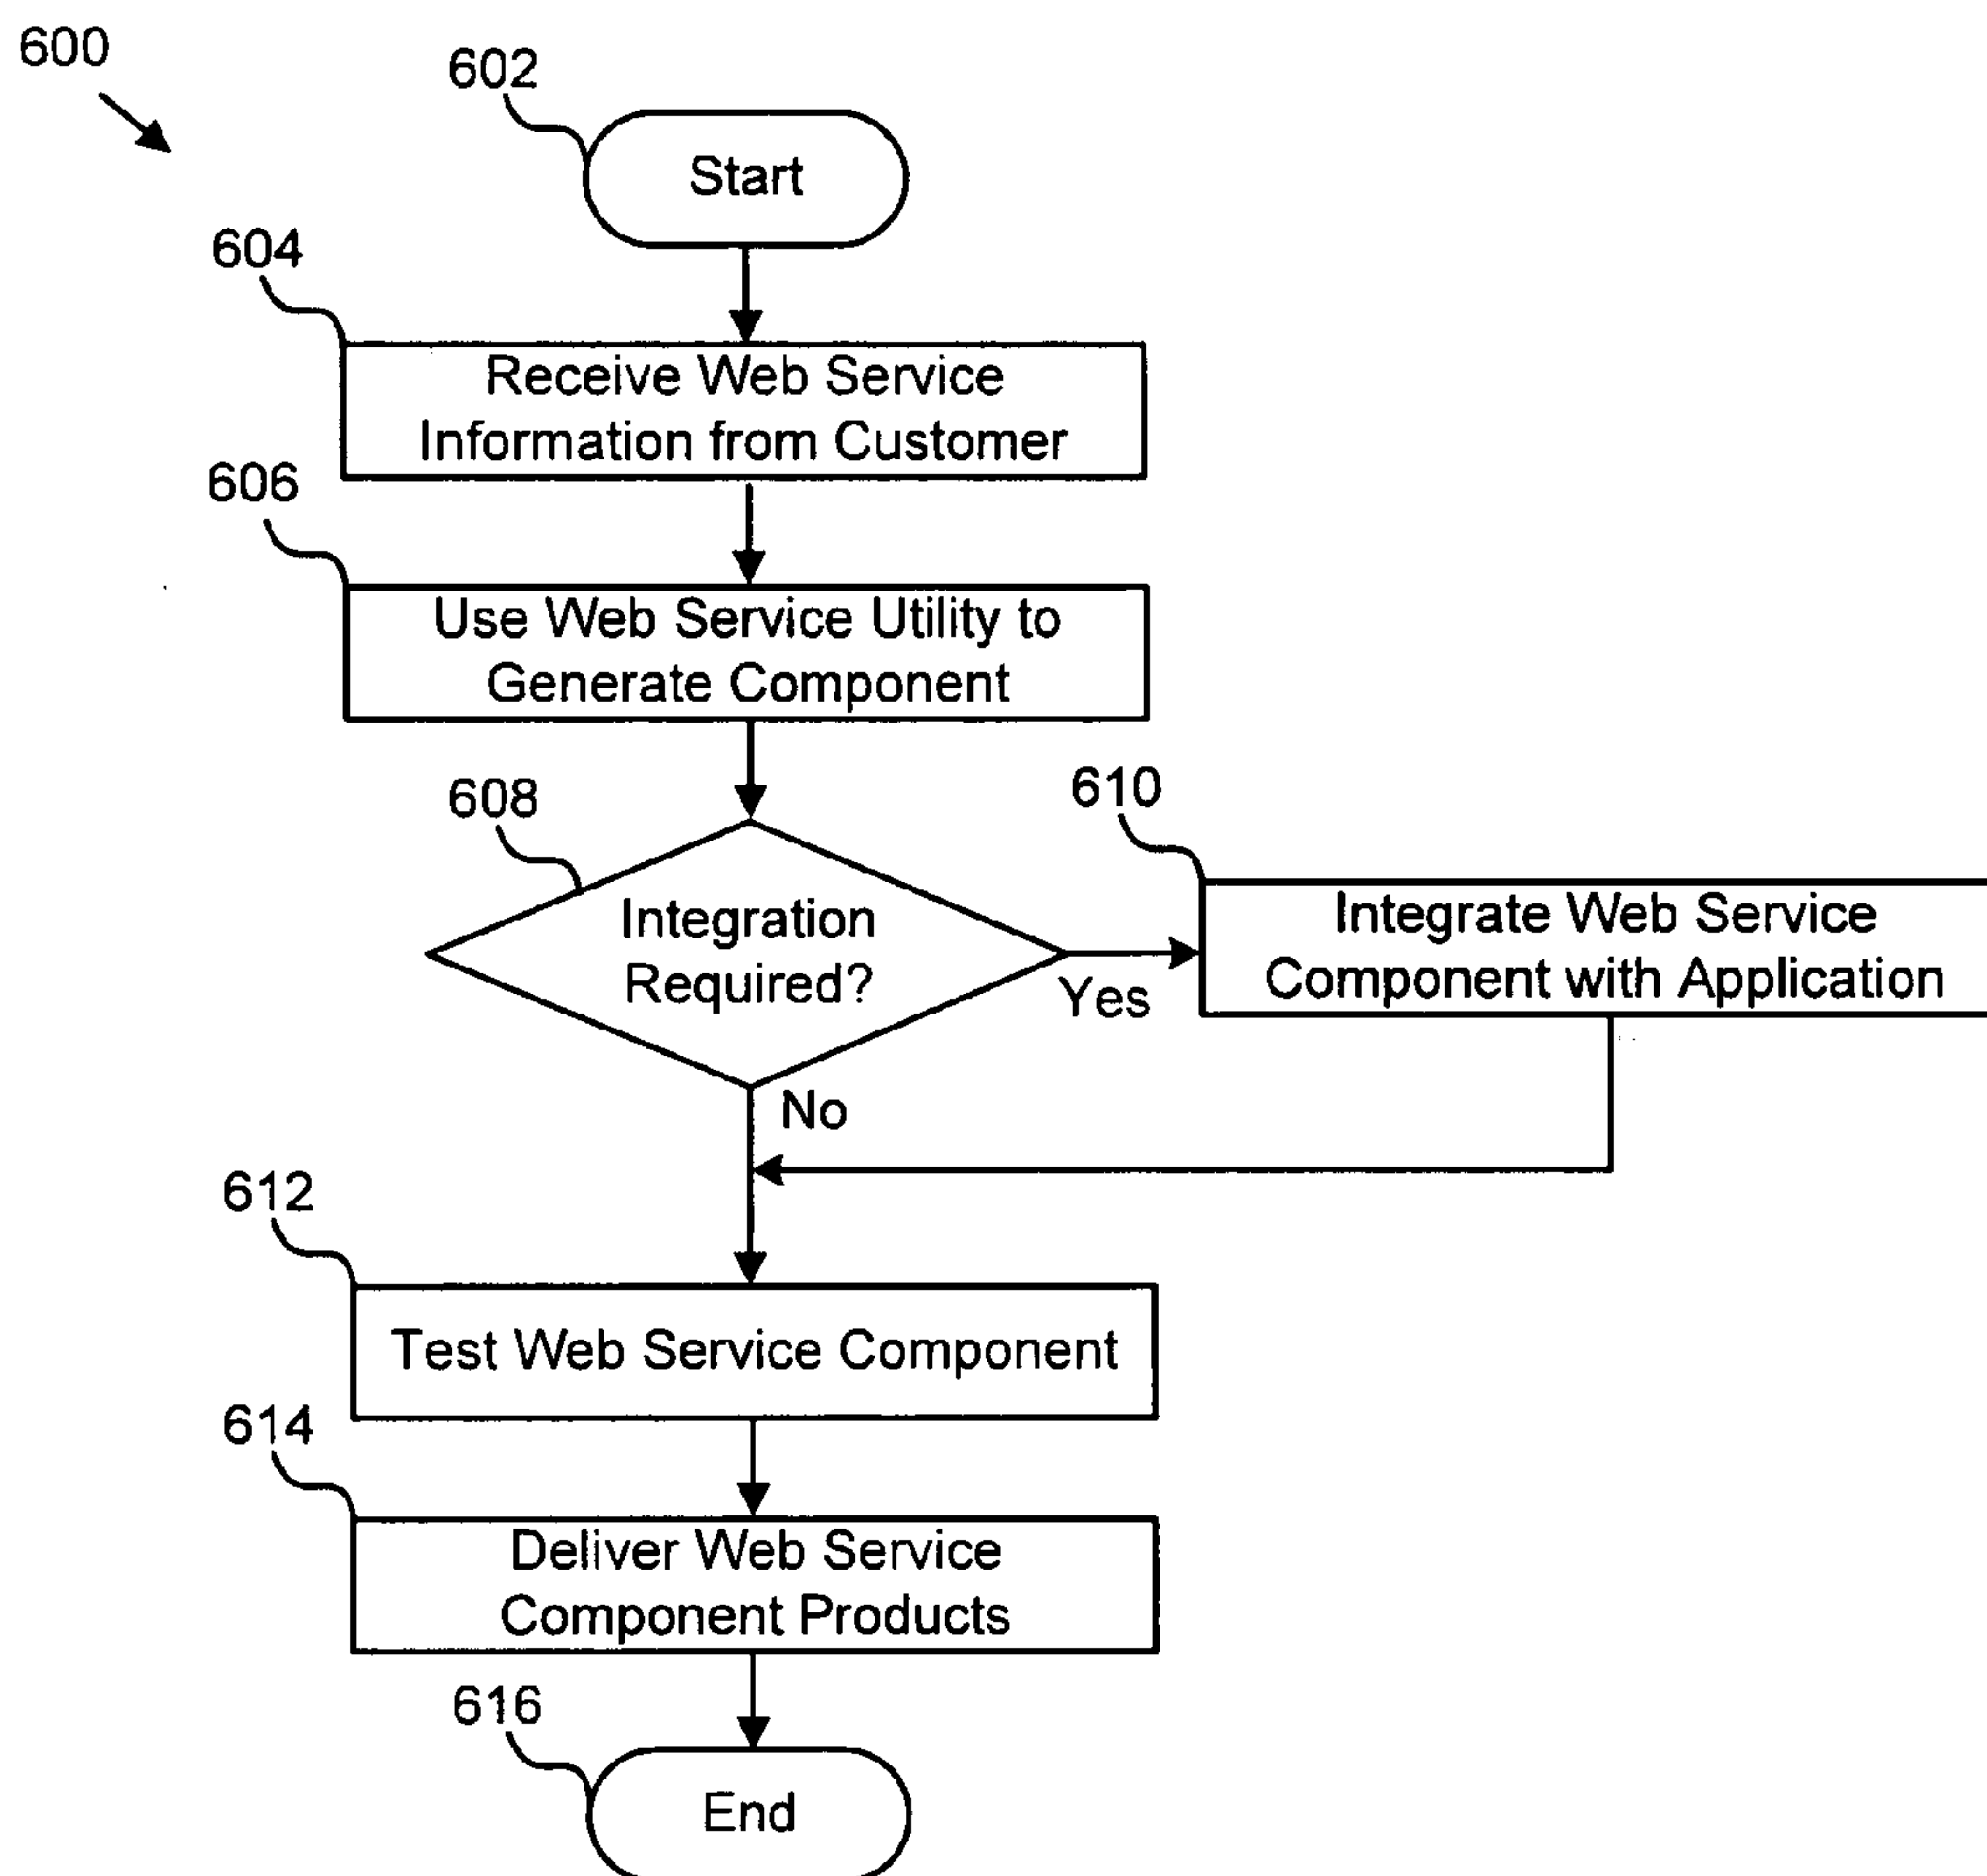 600
602
Start
604
Receive Web Service
Information from Customer
606
Use Web Service Utility to
Generate Component
608
Integration
Required?
Yes
610
Integrate Web Service
Component with Application
No
612
Test Web Service Component
614
Deliver Web Service
Component Products
616
End